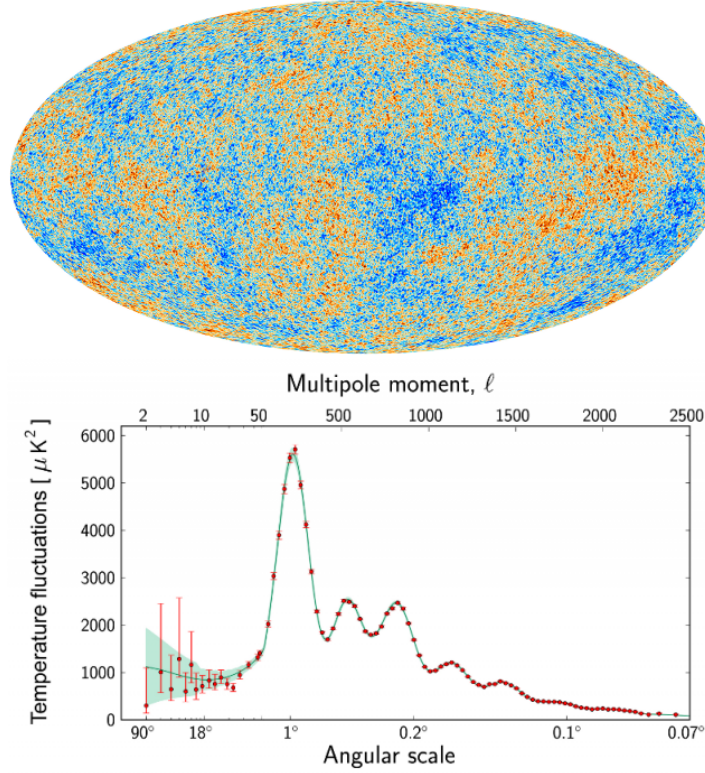 Multipole moment, ℓ
2 10 50 500 1000 1500 2000 2500
Temperature fluctuations [ μ K² ]
6000
5000
4000
3000
2000
1000
0
90° 18° 1° 0.2° 0.1° 0.07°
Angular scale